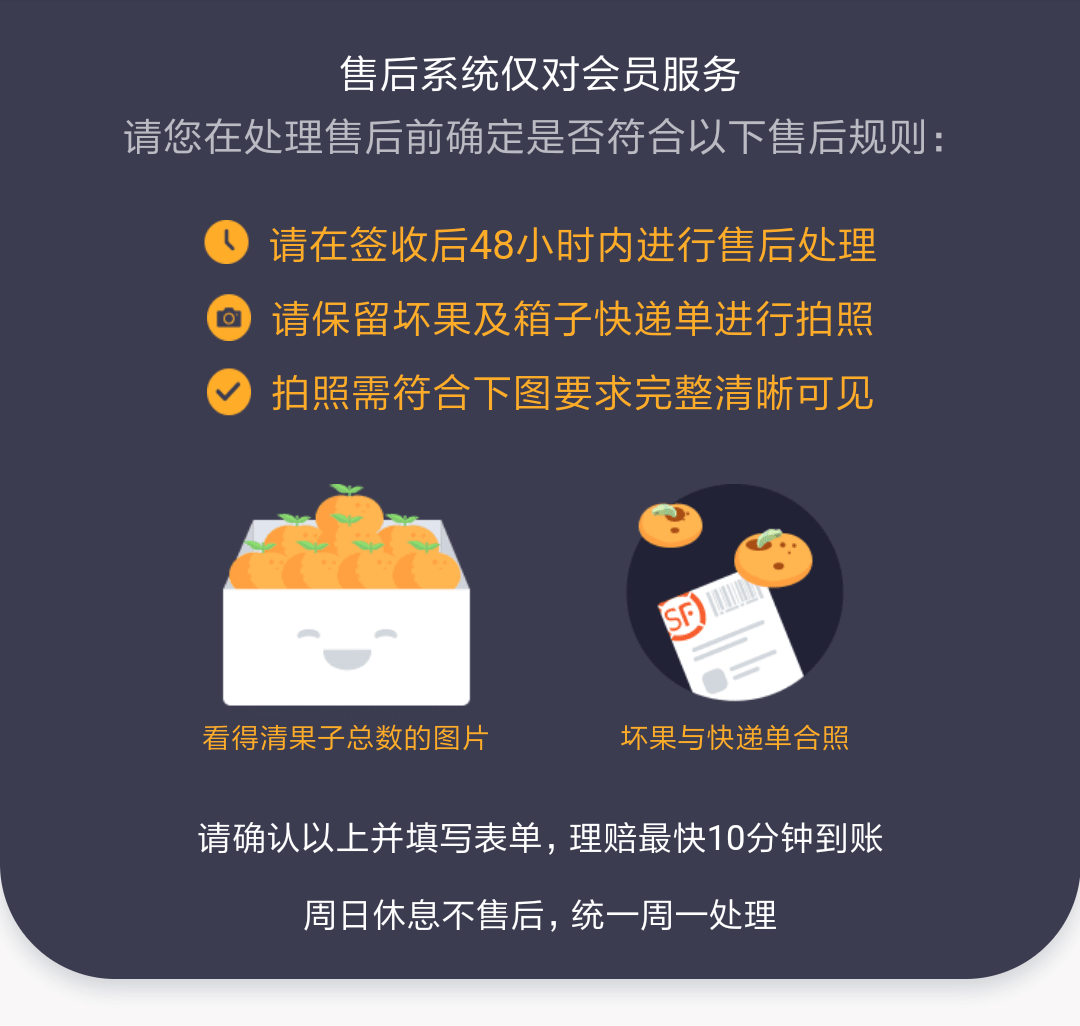 售后系统仅对会员服务
请您在处理售后前确定是否符合以下售后规则：
请在签收后48小时内进行售后处理
请保留坏果及箱子快递单进行拍照
拍照需符合下图要求完整清晰可见
SF
看得清果子总数的图片
坏果与快递单合照
请确认以上并填写表单，理赔最快10分钟到账
周日休息不售后，统一周一处理